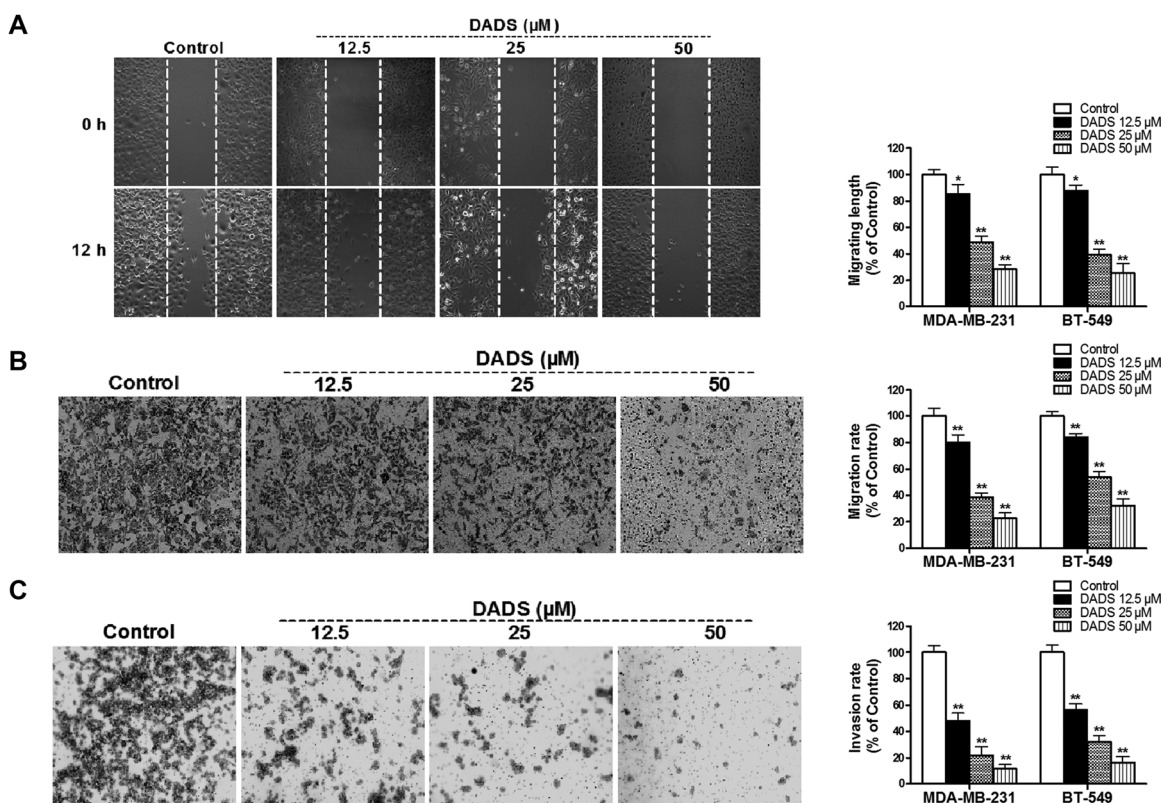 A
DADS (μM)
Control
12.5
25
50
0 h
12 h
Control
DADS 12.5 μM
DADS 25 μM
DADS 50 μM
Migrating length
(% of Control)
120
100
80
60
40
20
0
*
**
**
*
**
**
MDA-MB-231
BT-549
B
DADS (μM)
Control
12.5
25
50
Control
DADS 12.5 μM
DADS 25 μM
DADS 50 μM
Migration rate
(% of Control)
120
100
80
60
40
20
0
**
**
**
**
**
**
MDA-MB-231
BT-549
C
DADS (μM)
Control
12.5
25
50
Control
DADS 12.5 μM
DADS 25 μM
DADS 50 μM
Invasion rate
(% of Control)
120
100
80
60
40
20
0
**
**
**
**
**
**
MDA-MB-231
BT-549